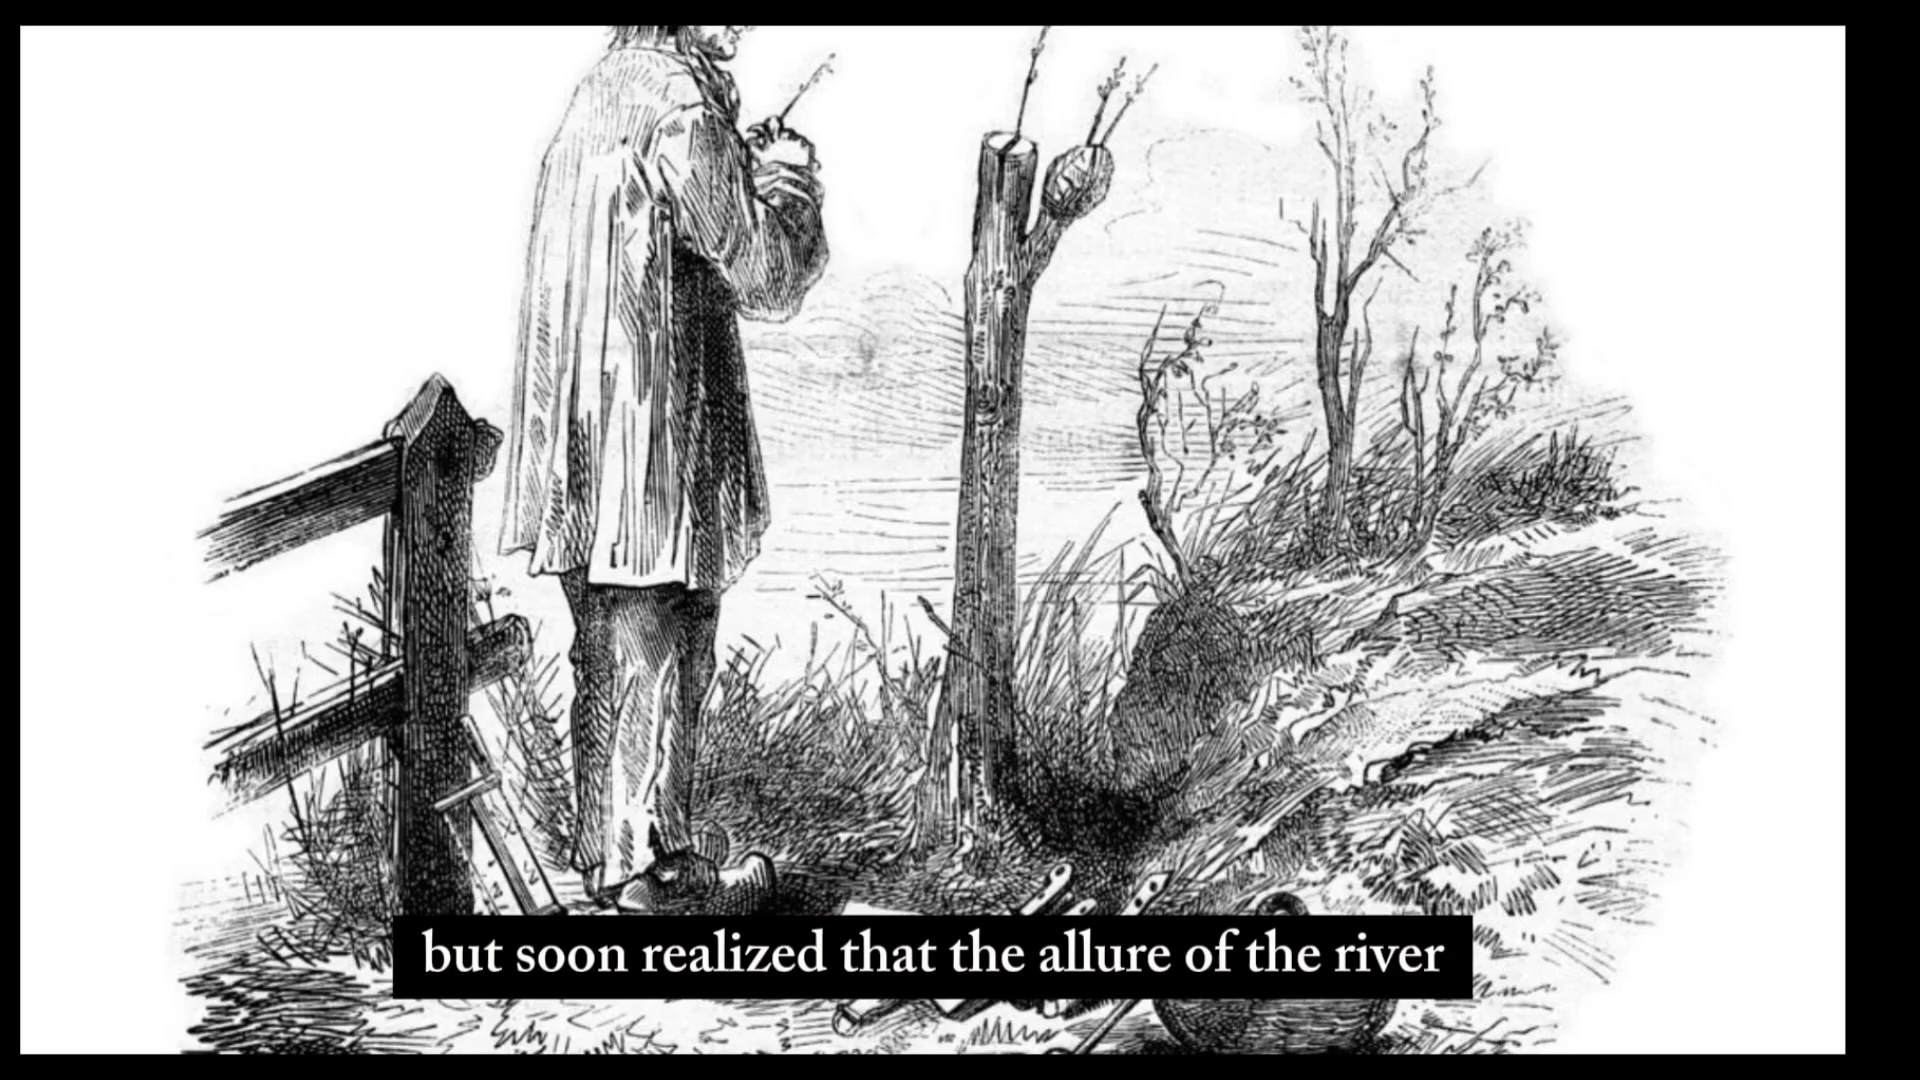 but soon realized that the allure of the river